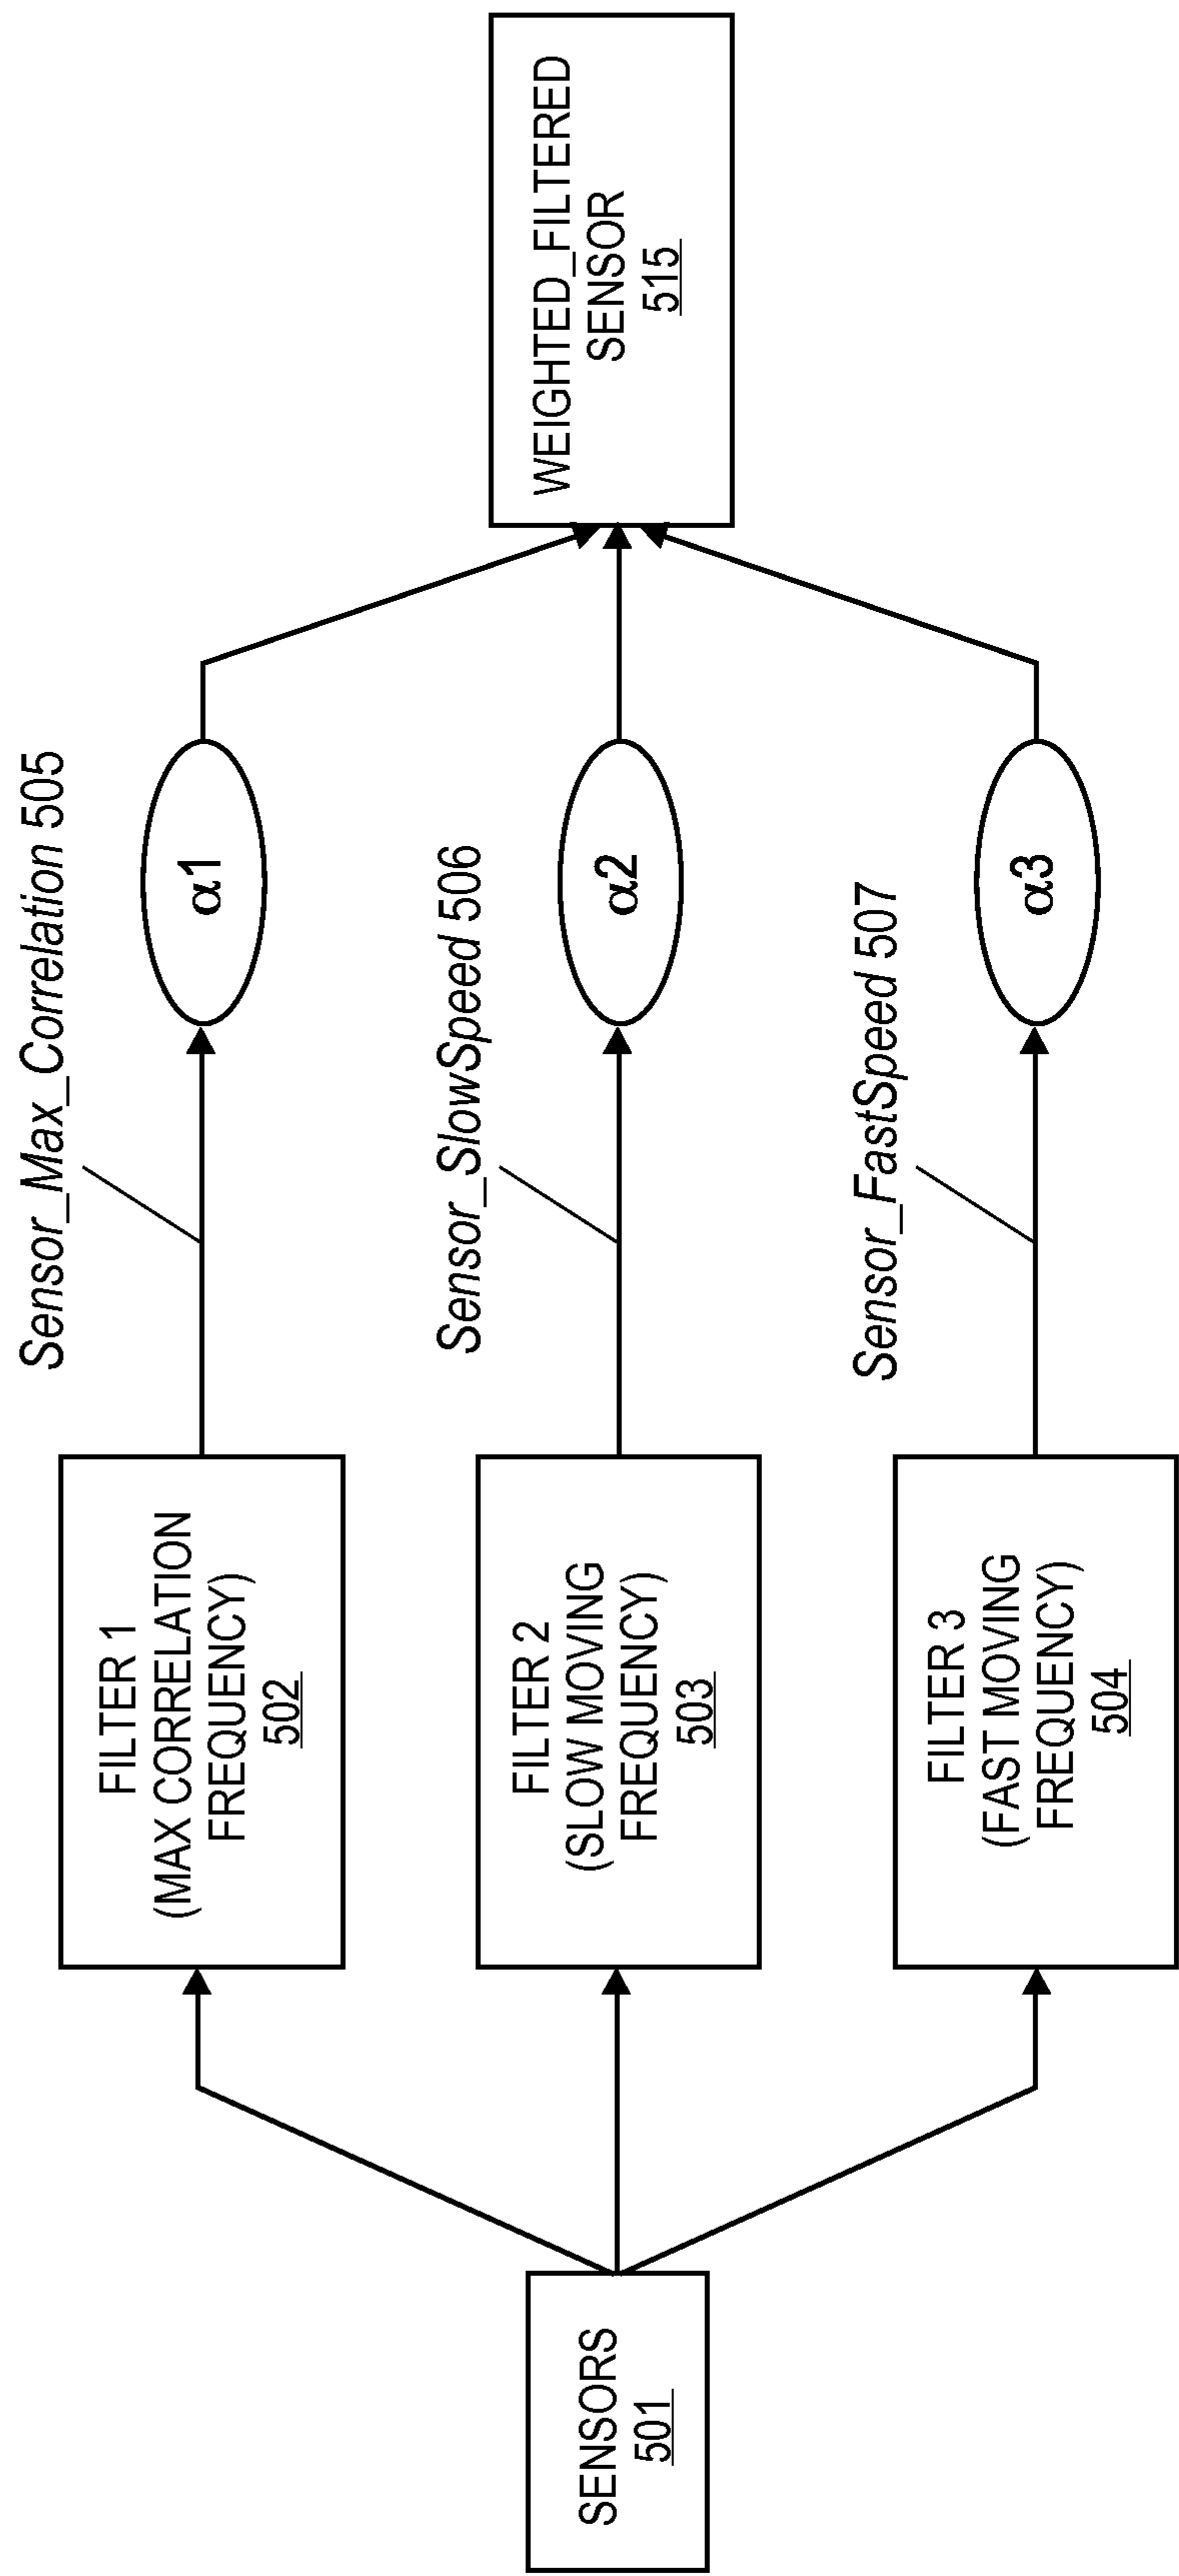 SENSORS
501
FILTER 1
(MAX CORRELATION
FREQUENCY)
502
FILTER 2
(SLOW MOVING
FREQUENCY)
503
FILTER 3
(FAST MOVING
FREQUENCY)
504
Sensor_Max_Correlation 505
Sensor_SlowSpeed 506
Sensor_FastSpeed 507
α1
α2
α3
WEIGHTED_FILTERED
SENSOR
515